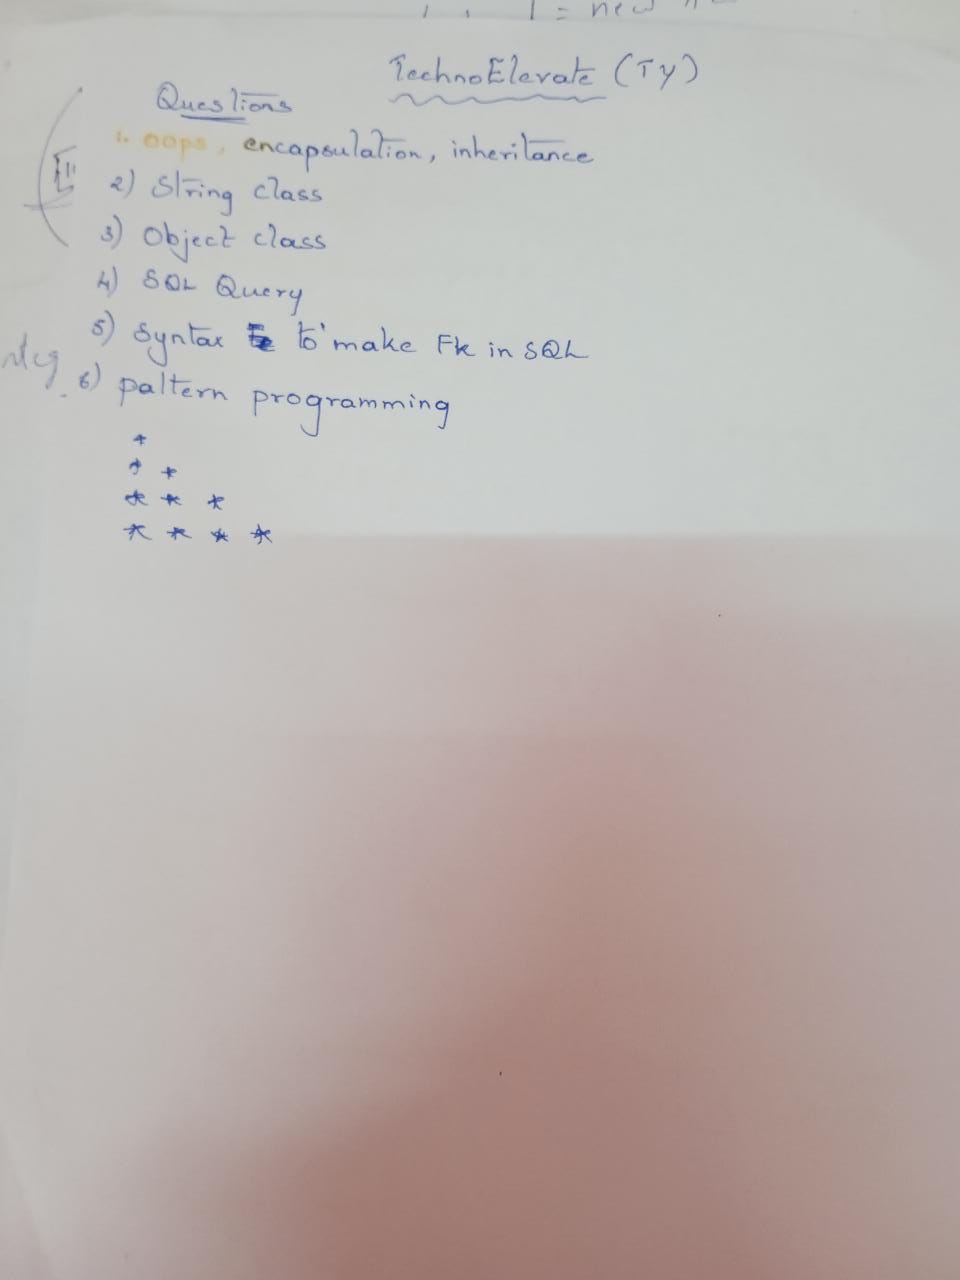 = new
TechnoElevate (TY)
Questions
1. OOPS, encapsulation, inheritance
2) String class
3) Object class
4) SQL Query
5) Syntax to make Fk in SQL
6) pattern programming
*
* *
* * *
* * * *